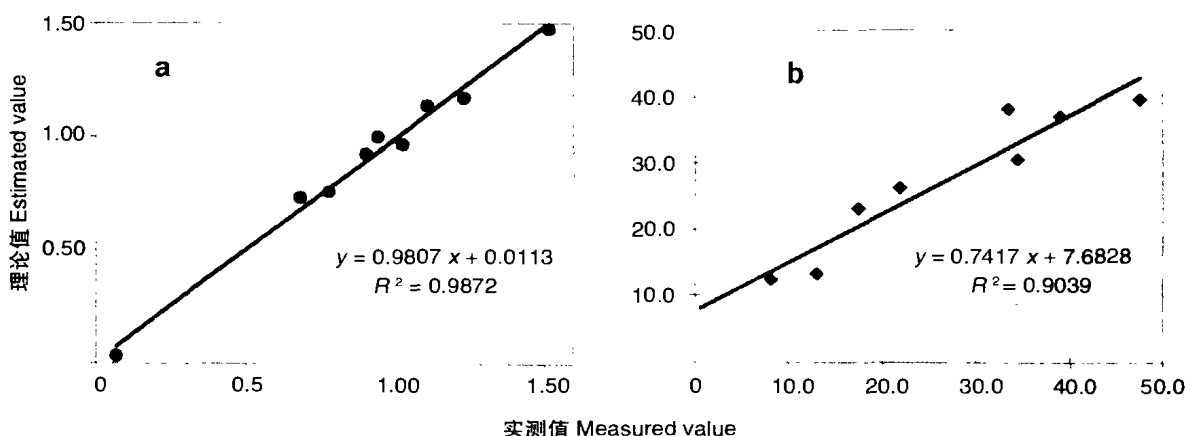 理论值 Estimated value
1.50
1.00
0.50
a
y = 0.9807 x + 0.0113
R² = 0.9872
0 0.5 1.00 1.50
50.0
40.0
30.0
20.0
10.0
b
y = 0.7417 x + 7.6828
R² = 0.9039
0 10.0 20.0 30.0 40.0 50.0
实测值 Measured value